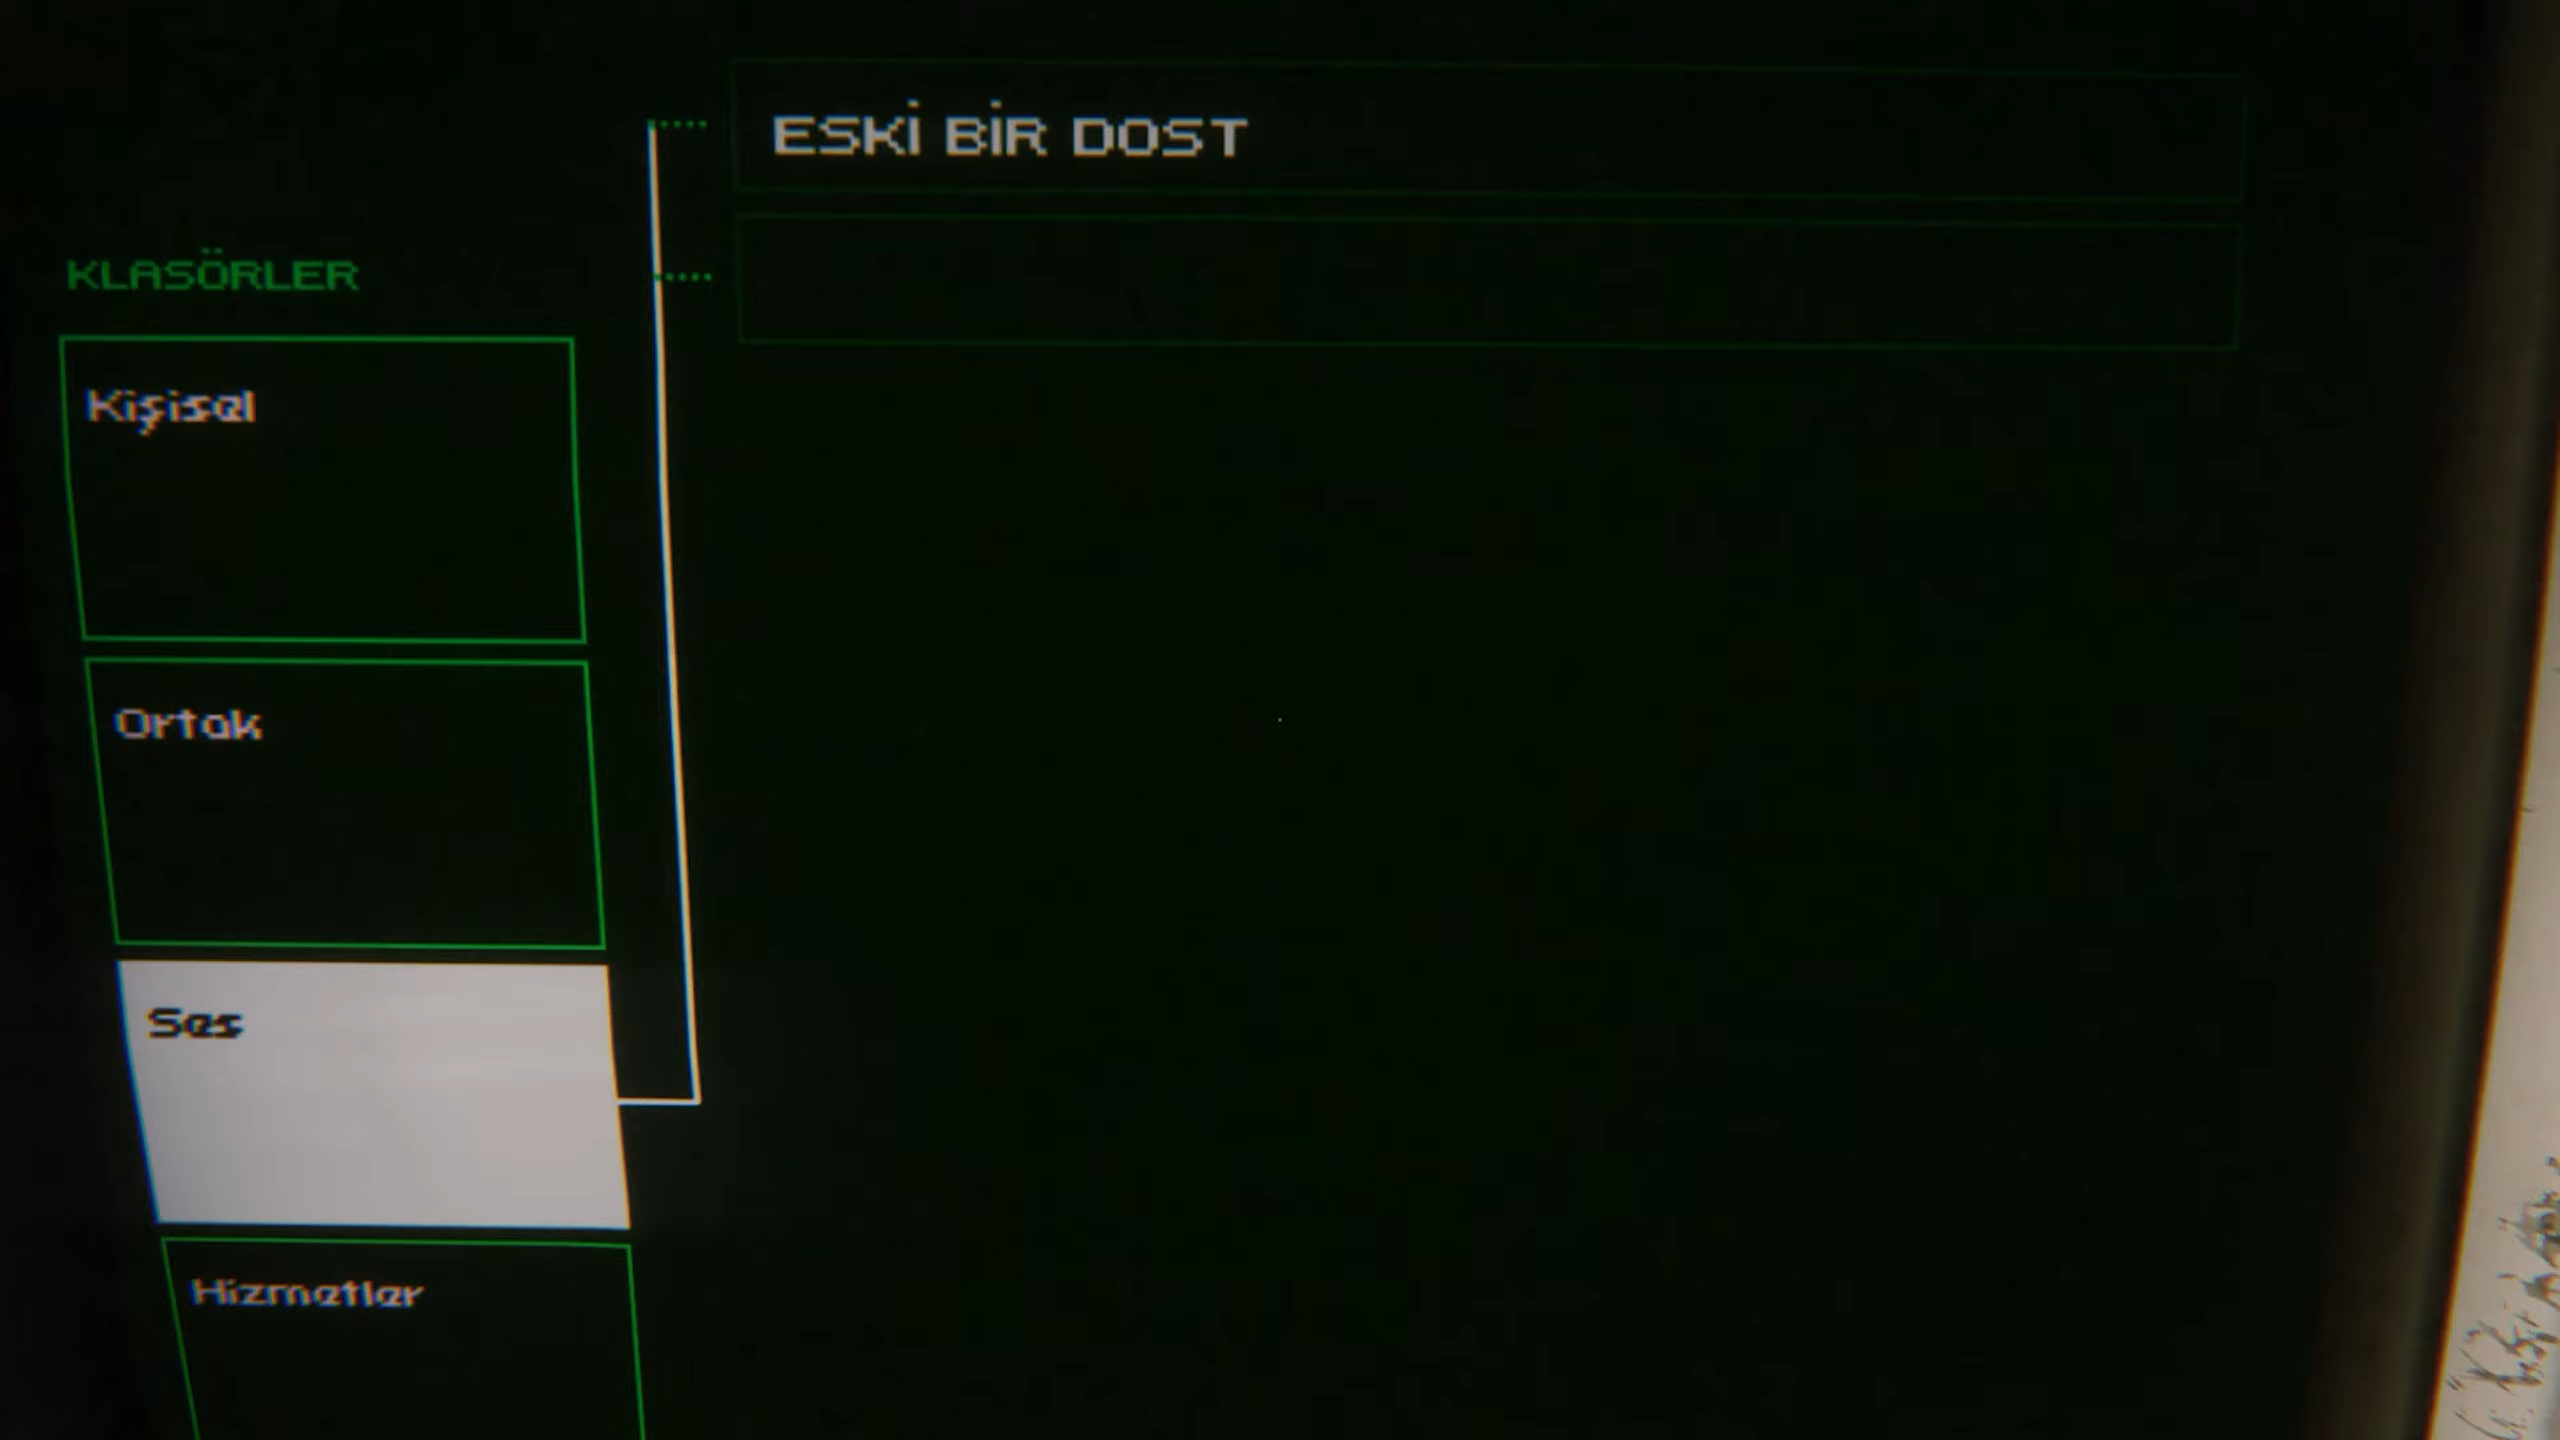 ESKİ BİR DOST
KLASÖRLER
Kişisel
Ortak
Ses
Hizmetler